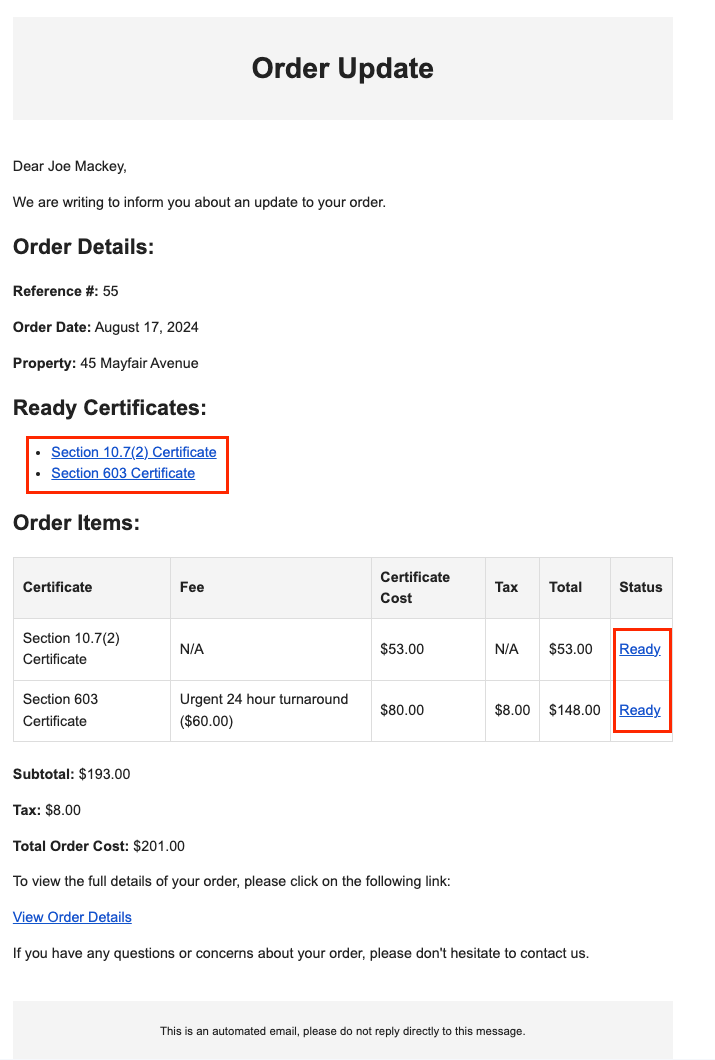 Order Update
Dear Joe Mackey,
We are writing to inform you about an update to your order.
Order Details:
Reference #: 55
Order Date: August 17, 2024
Property: 45 Mayfair Avenue
Ready Certificates:
• Section 10.7(2) Certificate
• Section 603 Certificate
Order Items:
Certificate Fee Certificate Cost Tax Total Status
Section 10.7(2) Certificate N/A $53.00 N/A $53.00 Ready
Section 603 Certificate Urgent 24 hour turnaround ($60.00) $80.00 $8.00 $148.00 Ready
Subtotal: $193.00
Tax: $8.00
Total Order Cost: $201.00
To view the full details of your order, please click on the following link:
View Order Details
If you have any questions or concerns about your order, please don't hesitate to contact us.
This is an automated email, please do not reply directly to this message.